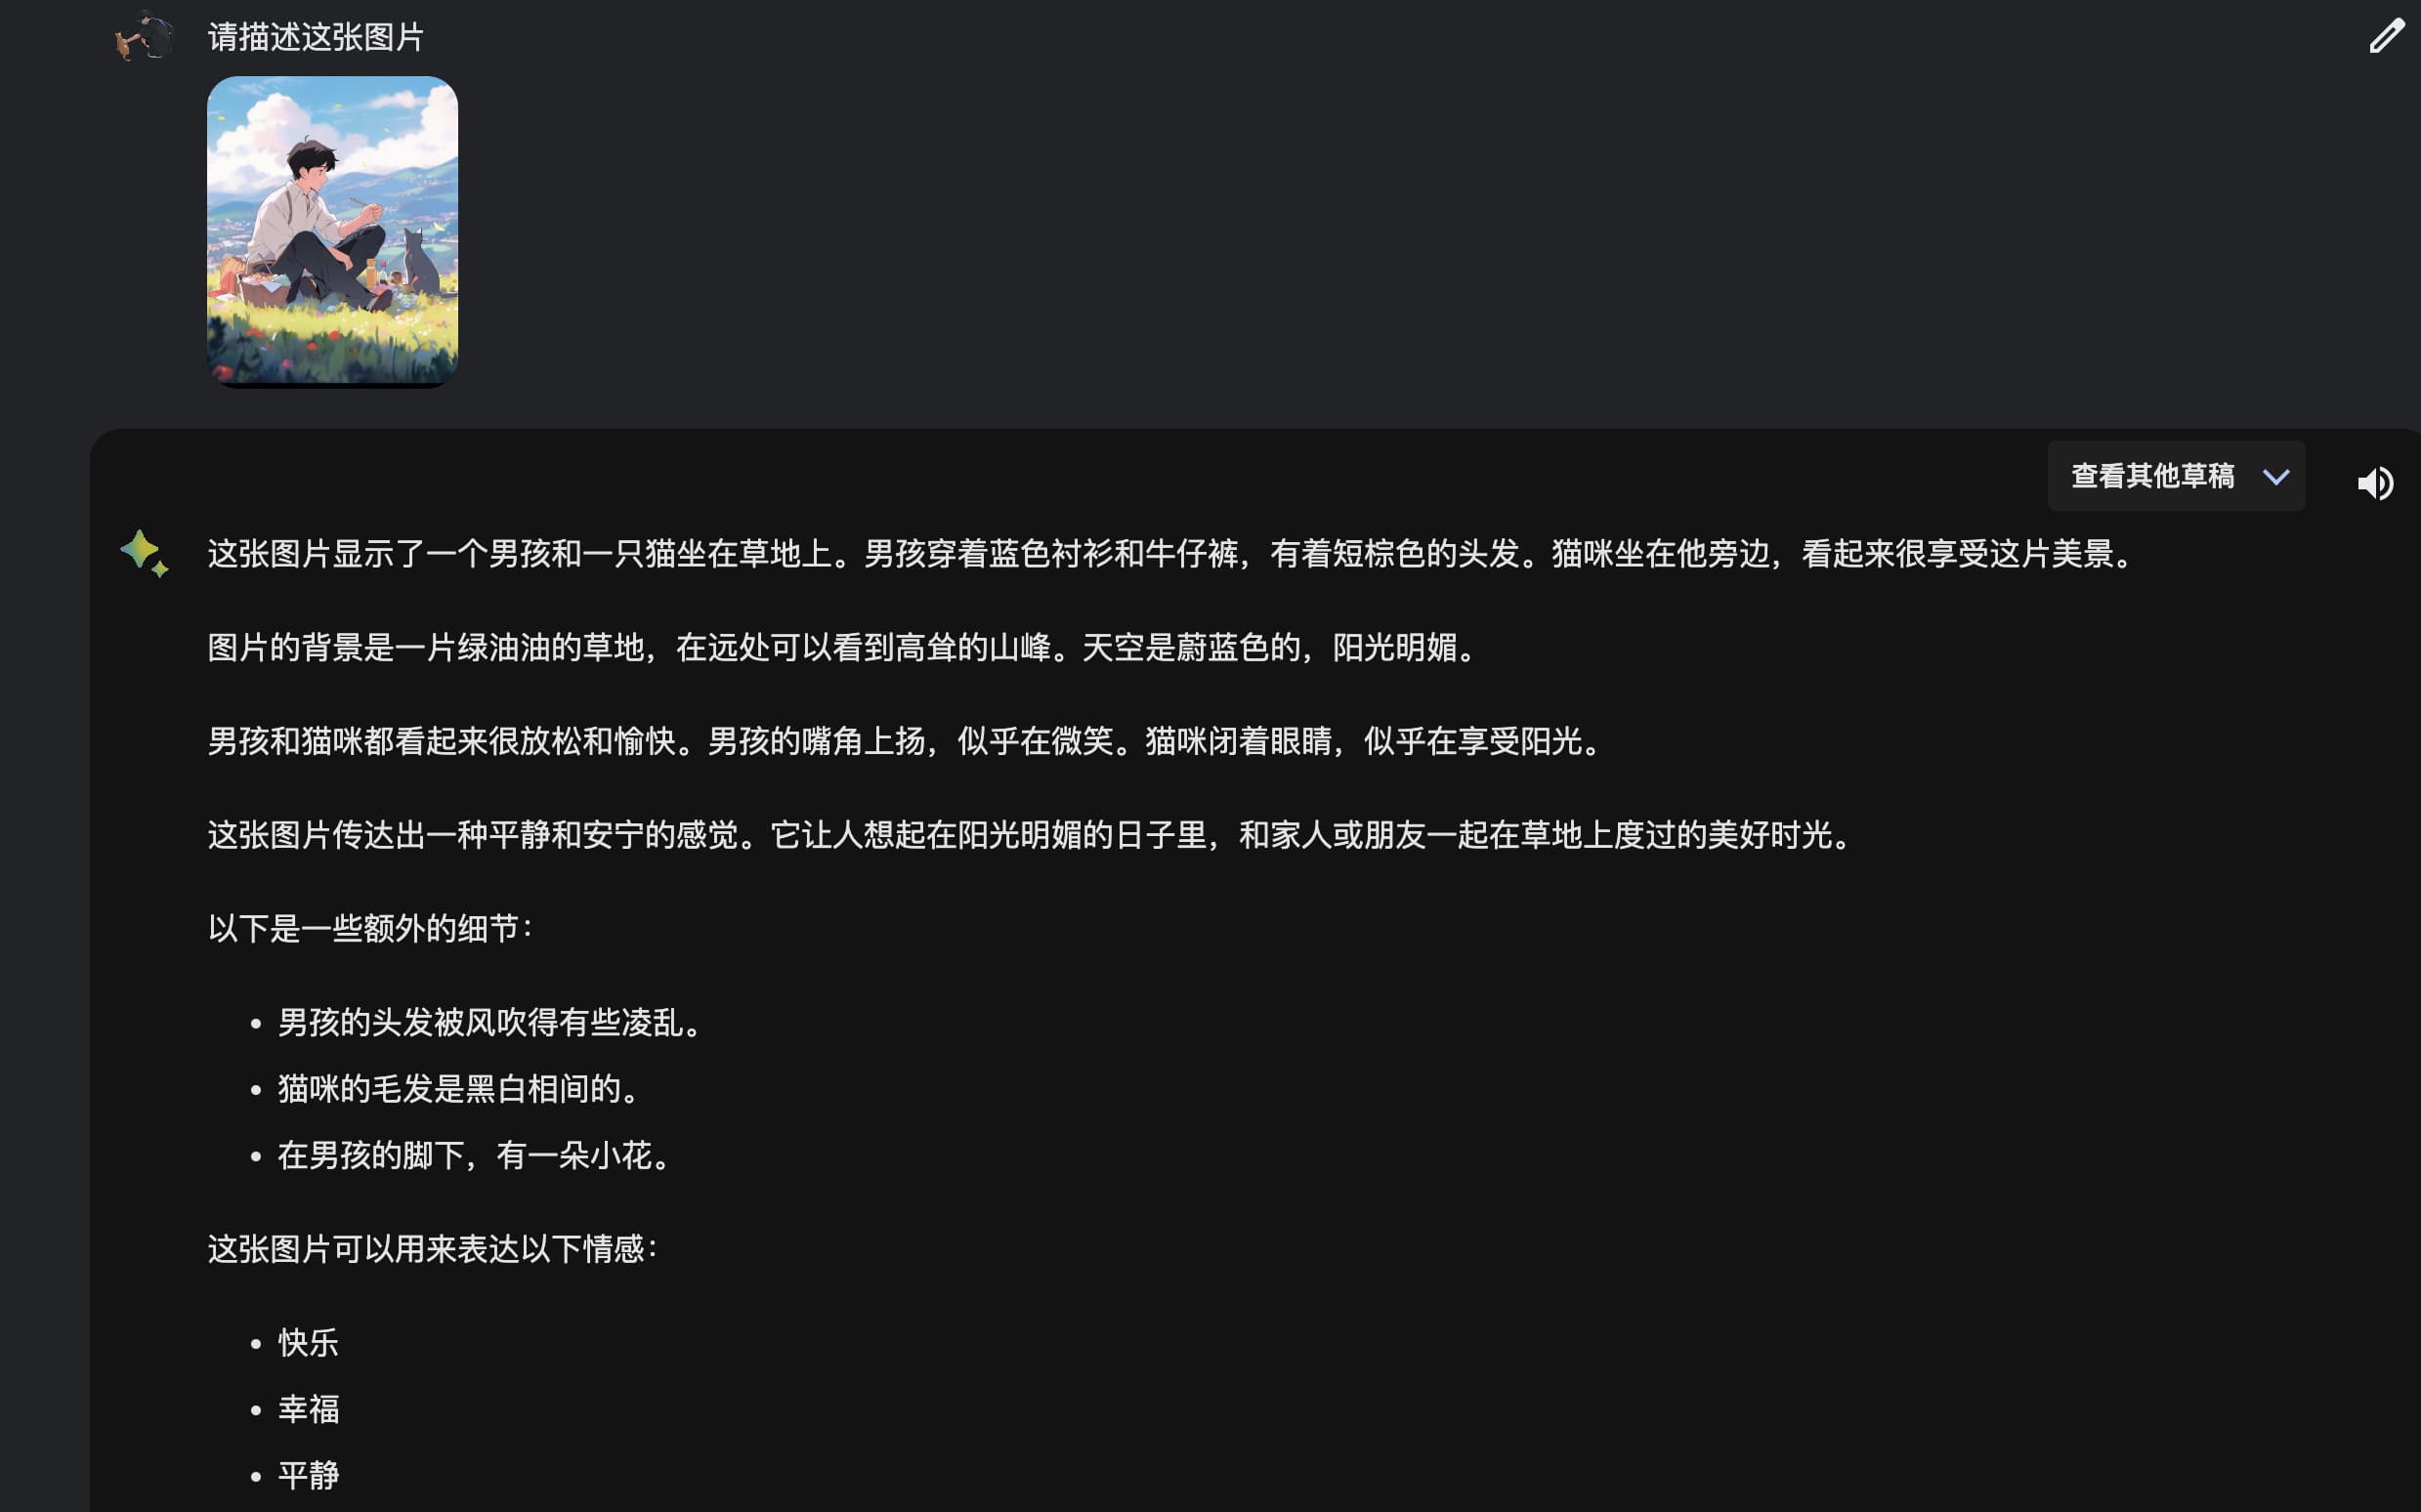 请描述这张图片
查看其他草稿
这张图片显示了一个男孩和一只猫坐在草地上。男孩穿着蓝色衬衫和牛仔裤，有着短棕色的头发。猫咪坐在他旁边，看起来很享受这片美景。
图片的背景是一片绿油油的草地，在远处可以看到高耸的山峰。天空是蔚蓝色的，阳光明媚。
男孩和猫咪都看起来很放松和愉快。男孩的嘴角上扬，似乎在微笑。猫咪闭着眼睛，似乎在享受阳光。
这张图片传达出一种平静和安宁的感觉。它让人想起在阳光明媚的日子里，和家人或朋友一起在草地上度过的美好时光。
以下是一些额外的细节：
• 男孩的头发被风吹得有些凌乱。
• 猫咪的毛发是黑白相间的。
• 在男孩的脚下，有一朵小花。
这张图片可以用来表达以下情感：
• 快乐
• 幸福
• 平静